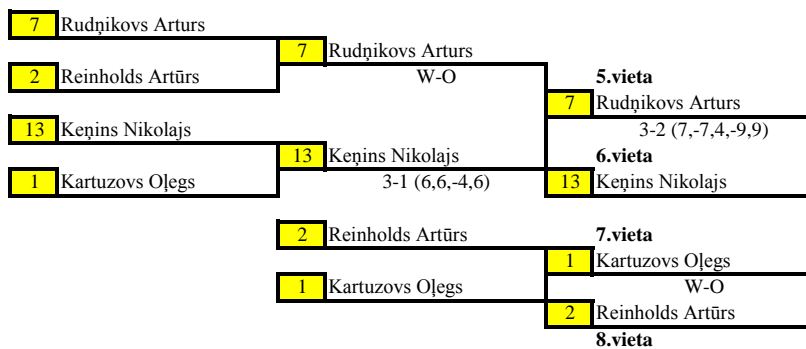 7 Rudņikovs Arturs
7 Rudņikovs Arturs
2 Reinholds Artūrs
W-O
5.vieta
7 Rudņikovs Arturs
13 Keņins Nikolajs
3-2 (7,-7,4,-9,9)
13 Keņins Nikolajs
6.vieta
1 Kartuzovs Oļegs
3-1 (6,6,-4,6)
13 Keņins Nikolajs
2 Reinholds Artūrs
7.vieta
1 Kartuzovs Oļegs
1 Kartuzovs Oļegs
W-O
2 Reinholds Artūrs
8.vieta